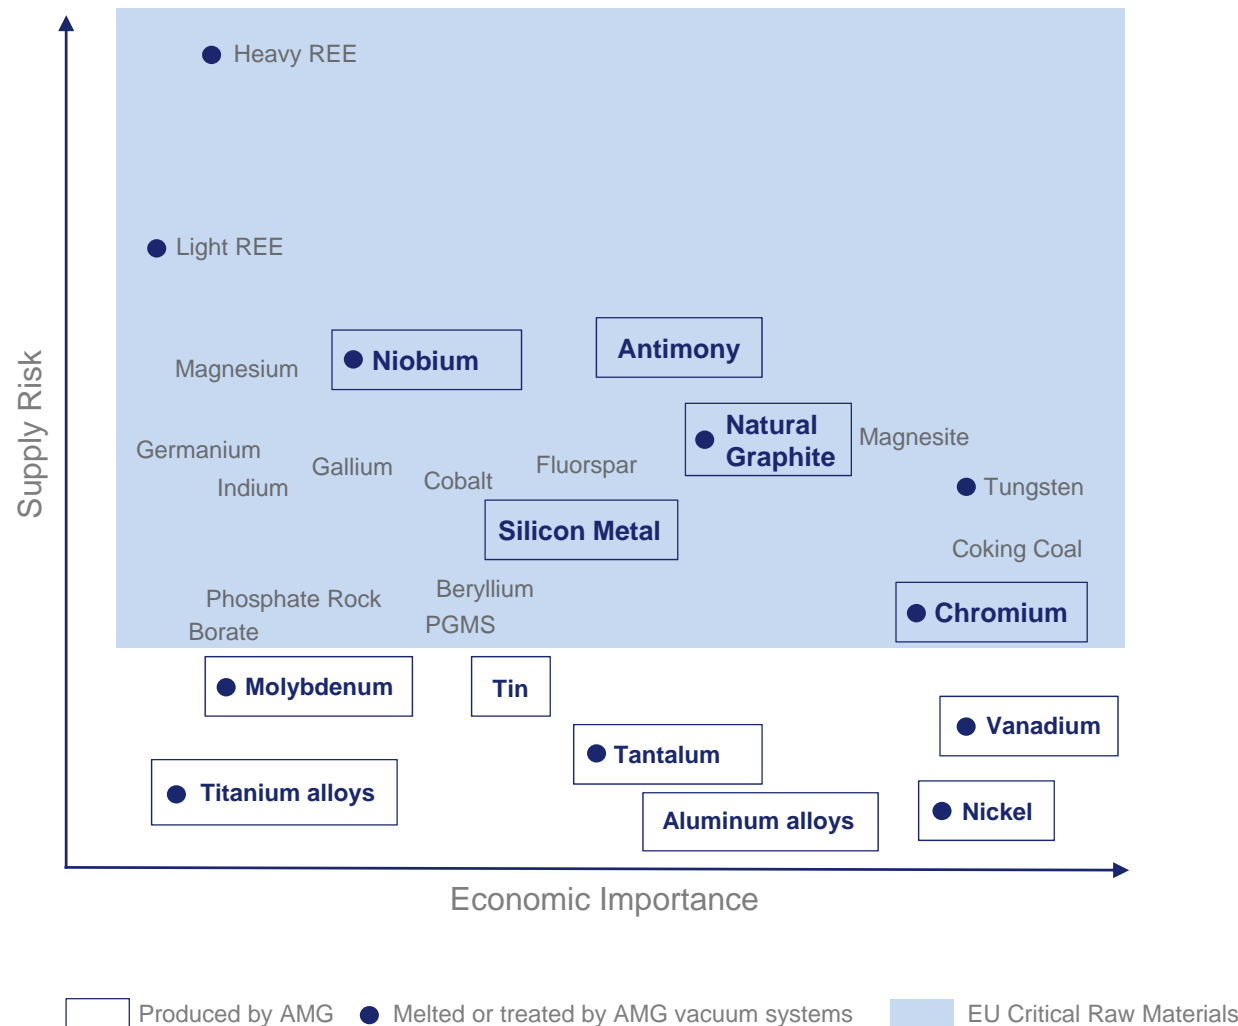 Heavy REE
Light REE
Supply Risk
Niobium
Antimony
Magnesium
Natural
Graphite
Magnesite
Germanium
Gallium
Fluorspar
Indium
Cobalt
Tungsten
Silicon Metal
Coking Coal
Phosphate Rock
Beryllium
Chromium
Borate
PGMS
Molybdenum
Tin
Vanadium
Tantalum
Titanium alloys
Aluminum alloys
Nickel
Economic Importance
Produced by AMG
Melted or treated by AMG vacuum systems
EU Critical Raw Materials